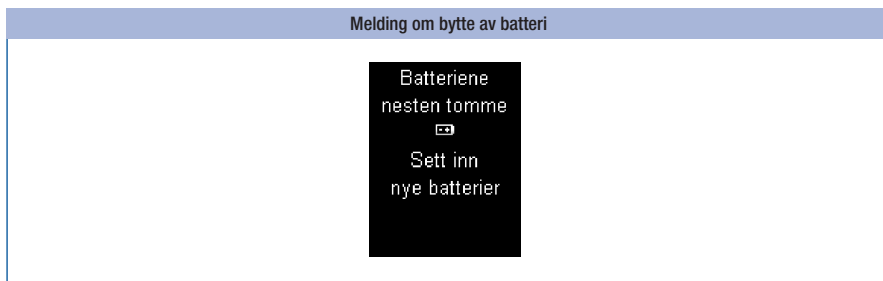 Melding om bytte av batteri
Batteriene
nesten tomme
Sett inn
nye batterier